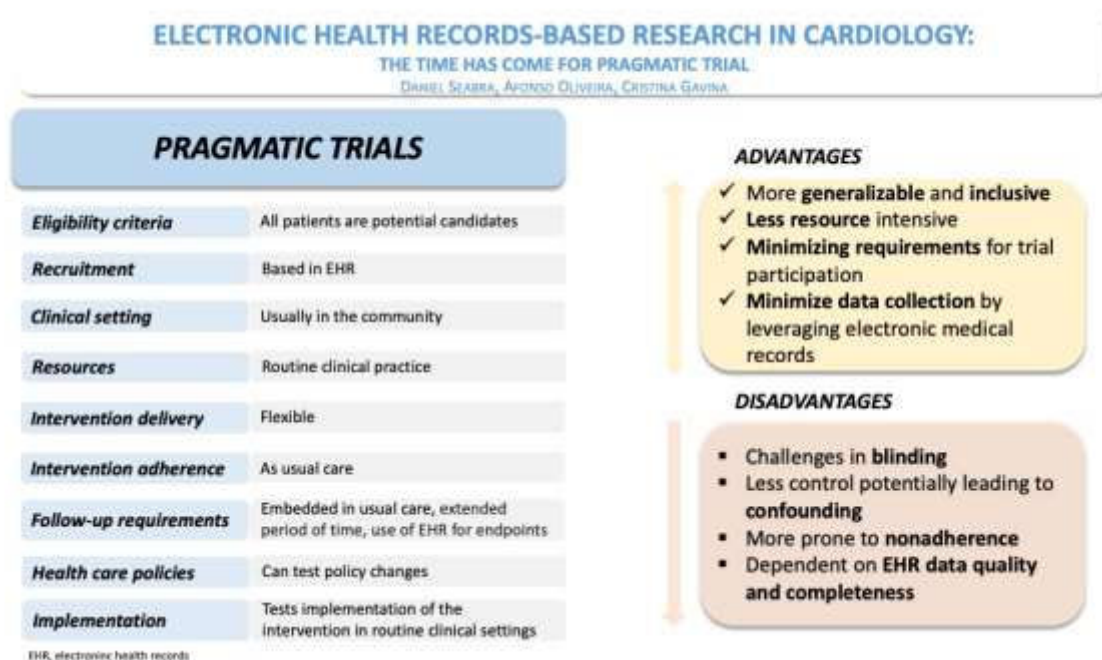 ELECTRONIC HEALTH RECORDS-BASED RESEARCH IN CARDIOLOGY:
THE TIME HAS COME FOR PRAGMATIC TRIAL
DANIEL SEABRA, AFONSO OLIVEIRA, CRISTINA GAVINA
PRAGMATIC TRIALS
Eligibility criteria All patients are potential candidates
Recruitment Based in EHR
Clinical setting Usually in the community
Resources Routine clinical practice
Intervention delivery Flexible
Intervention adherence As usual care
Follow-up requirements Embedded in usual care, extended
period of time, use of EHR for endpoints
Health care policies Can test policy changes
Implementation Tests implementation of the
intervention in routine clinical settings
EHR, electroninc health records
ADVANTAGES
✓ More generalizable and inclusive
✓ Less resource intensive
✓ Minimizing requirements for trial
participation
✓ Minimize data collection by
leveraging electronic medical
records
DISADVANTAGES
▪ Challenges in blinding
▪ Less control potentially leading to
confounding
▪ More prone to nonadherence
▪ Dependent on EHR data quality
and completeness